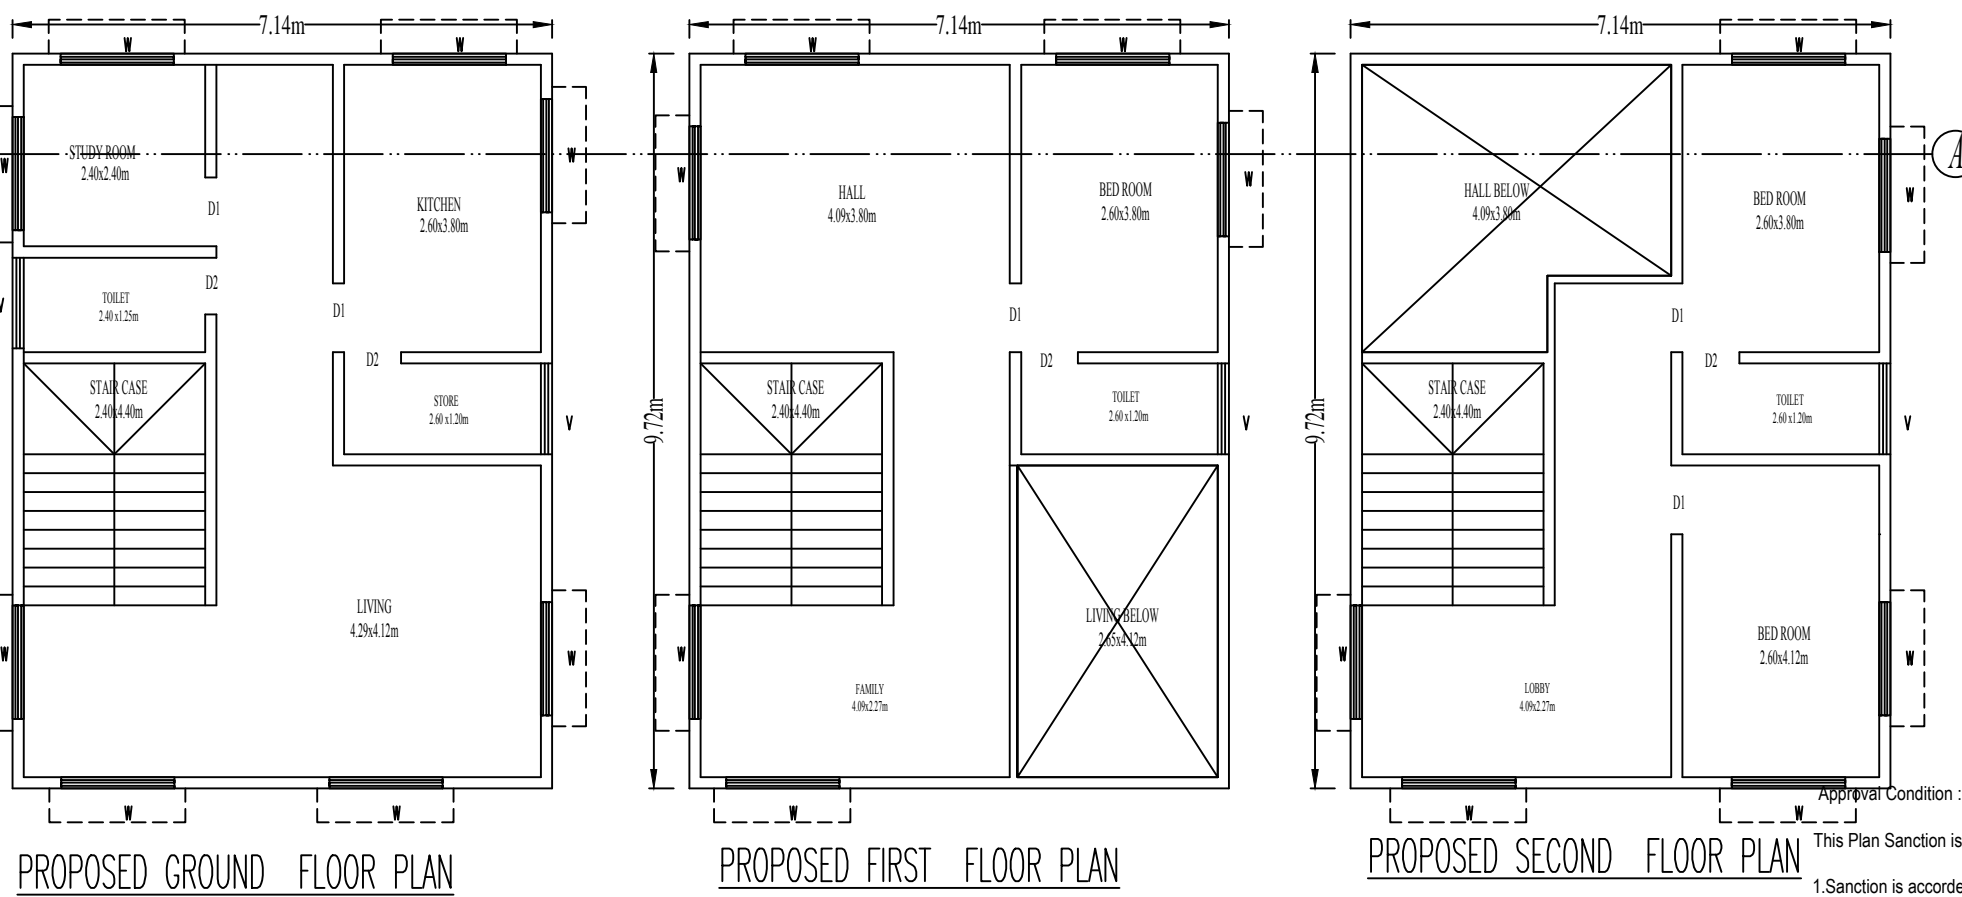 7.14m
W
W
STUDY ROOM
2.40x2.40m
W
W
D1
KITCHEN
2.60x3.80m
D2
TOILET
2.40 x1.25m
V
D1
D2
STAIR CASE
2.40x4.40m
STORE
2.60 x1.20m
V
LIVING
4.29x4.12m
W
W
W
W
PROPOSED GROUND FLOOR PLAN
7.14m
W
W
W
W
HALL
4.09x3.80m
BED ROOM
2.60x3.80m
D1
D2
9.72m
STAIR CASE
2.40x4.40m
TOILET
2.60 x1.20m
V
LIVING BELOW
2.65x4.12m
W
FAMILY
4.09x2.27m
W
PROPOSED FIRST FLOOR PLAN
7.14m
W
A
HALL BELOW
4.09x3.80m
BED ROOM
2.60x3.80m
W
D1
D2
9.72m
STAIR CASE
2.40x4.40m
TOILET
2.60 x1.20m
V
D1
BED ROOM
2.60x4.12m
W
W
LOBBY
4.09x2.27m
W
W
PROPOSED SECOND FLOOR PLAN
Approval Condition :
This Plan Sanction is
1.Sanction is accorde